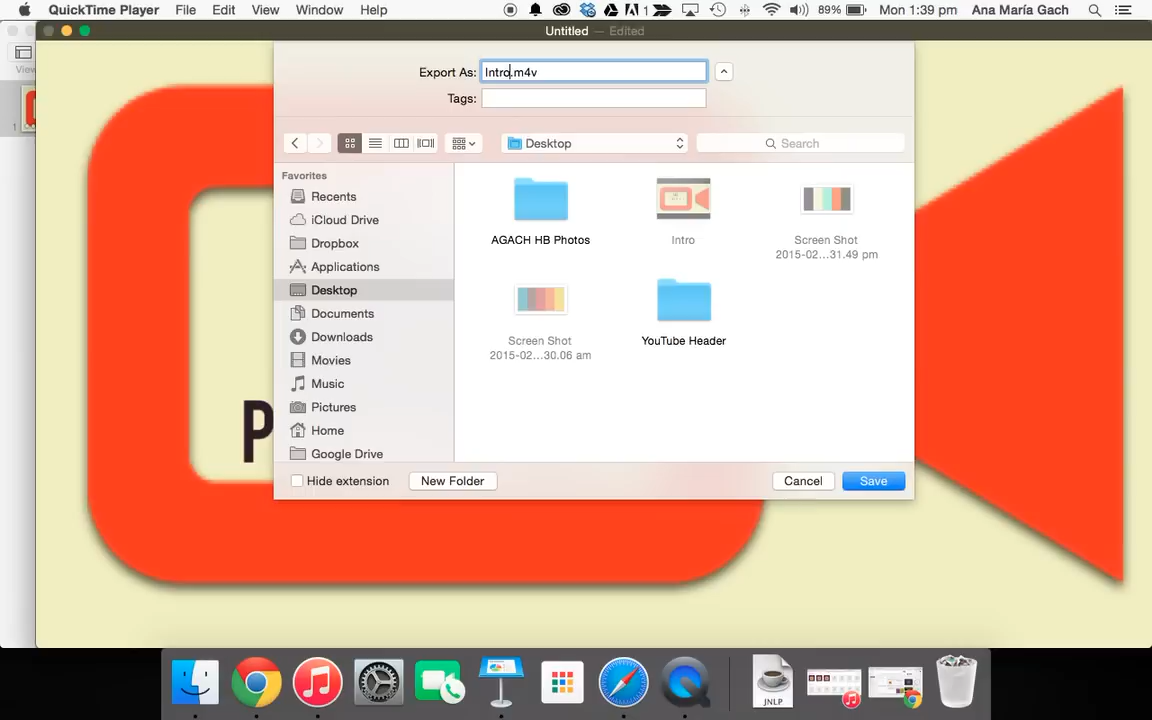 QuickTime Player File Edit View Window Help 1 89% Mon 1:39 pm Ana María Gach
Untitled — Edited
View
Export As: Intro.m4v
Tags:
Desktop
Search
Favorites
Recents
iCloud Drive
Dropbox
Applications
Desktop
Documents
Downloads
Movies
Music
Pictures
Home
Google Drive
AGACH HB Photos
Intro
Screen Shot
2015-02...31.49 pm
Screen Shot
2015-02...30.06 am
YouTube Header
Hide extension
New Folder
Cancel
Save
1
P
JNLP